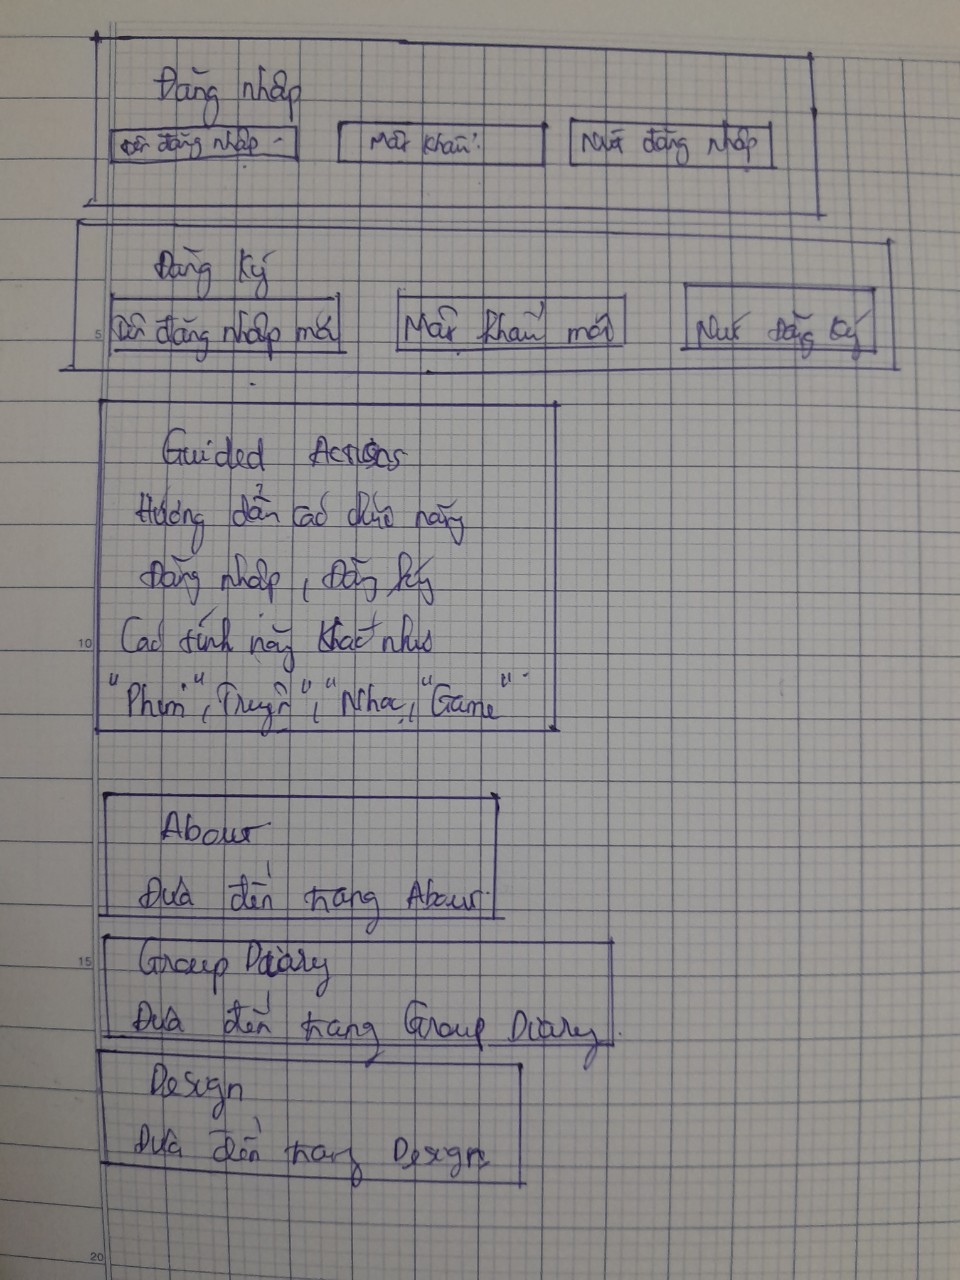 Đăng nhập
Tên đăng nhập
Mật khẩu
Nút đăng nhập
Đăng ký
Tên đăng nhập mới
Mật khẩu mới
Nút đăng ký
Guided Actions
Hướng dẫn các chức năng
Đăng nhập, Đăng ký
Các tính năng khác như
"Phim", Truyện", "Nhạc, "Game"
About
Đưa đến trang About
Group Diary
Đưa đến trang Group Diary.
Design
Đưa đến trang Design
5
10
15
20